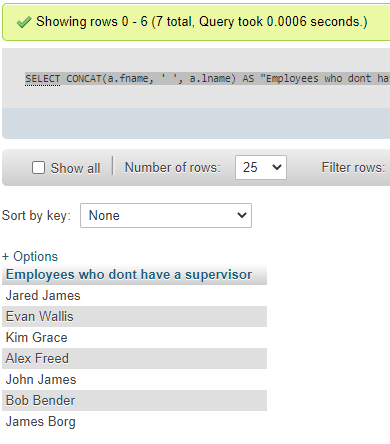 Showing rows 0 - 6 (7 total, Query took 0.0006 seconds.)
SELECT CONCAT(a.fname, ' ', a.lname) AS "Employees who dont
Show all Number of rows: 25 Filter rows:
Sort by key: None
+ Options
Employees who dont have a supervisor
Jared James
Evan Wallis
Kim Grace
Alex Freed
John James
Bob Bender
James Borg